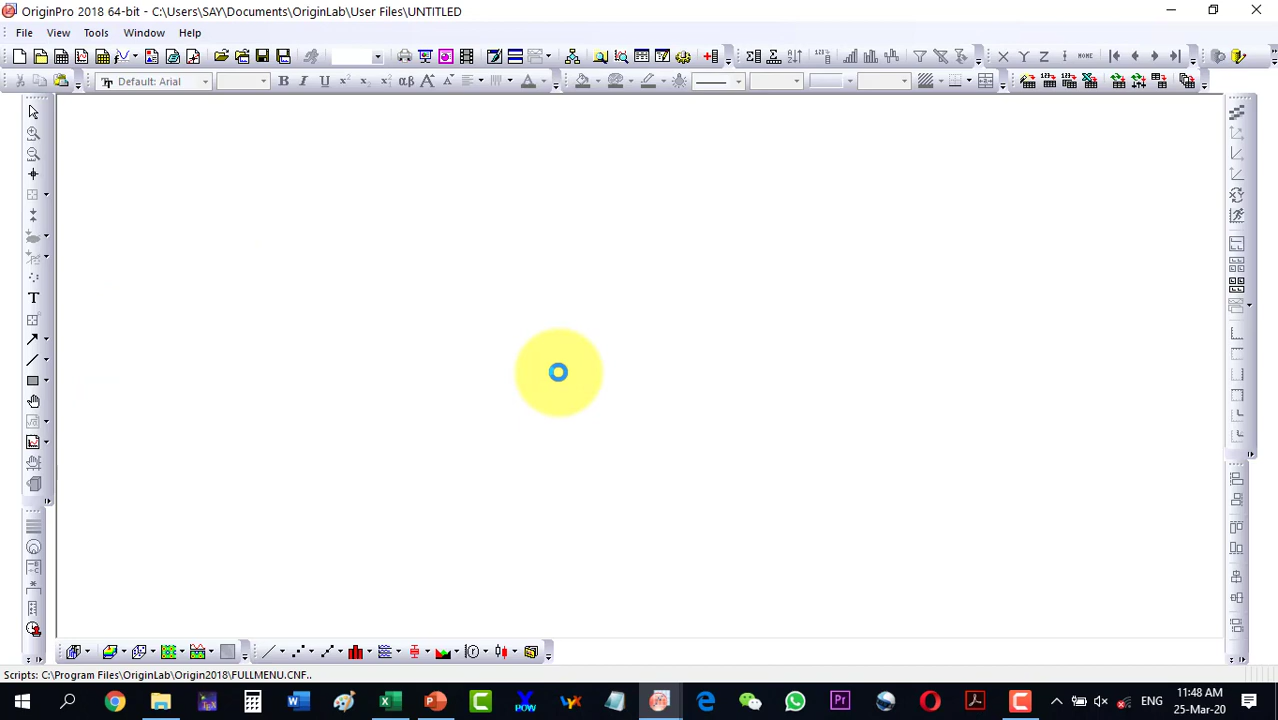 OriginPro 2018 64-bit - C:\Users\SAY\Documents\OriginLab\User Files\UNTITLED
File View Tools Window Help
Default: Arial
Scripts: C:\Program Files\OriginLab\Origin2018\FULLMENU.CNF..
ENG
11:48 AM
25-Mar-20